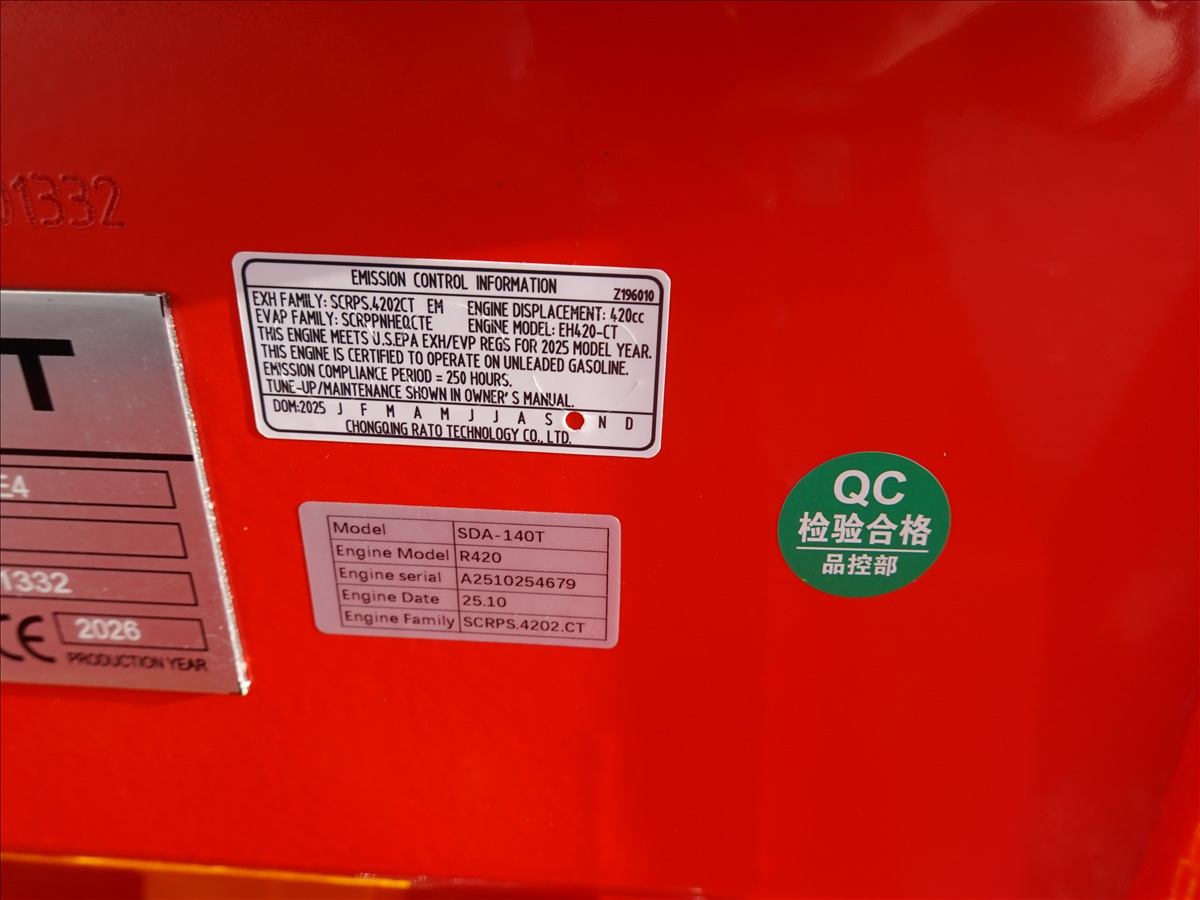 01332
EMISSION CONTROL INFORMATION
Z196010
EXH FAMILY: SCRPS.4202CT EM ENGINE DISPLACEMENT: 420cc
EVAP FAMILY: SCRPPNHEQCTE ENGINE MODEL: EH420-CT
THIS ENGINE MEETS U.S.EPA EXH/EVP REGS FOR 2025 MODEL YEAR.
THIS ENGINE IS CERTIFIED TO OPERATE ON UNLEADED GASOLINE.
EMISSION COMPLIANCE PERIOD = 250 HOURS.
TUNE-UP/MAINTENANCE SHOWN IN OWNER'S MANUAL.
DOM:2025 J F M A M J J A S N D
CHONGQING RATO TECHNOLOGY CO., LTD.
T
E4
1332
CE 2026
PRODUCTION YEAR
Model SDA-140T
Engine Model R420
Engine serial A2510254679
Engine Date 25.10
Engine Family SCRPS.4202.CT
QC
检验合格
品控部